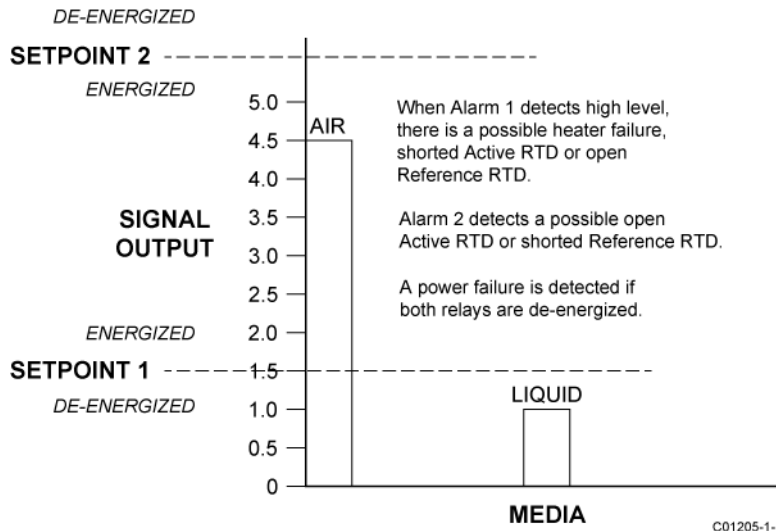 DE-ENERGIZED
SETPOINT 2
ENERGIZED
5.0
AIR
4.5
4.0
3.5
SIGNAL
OUTPUT
3.0
2.5
ENERGIZED
2.0
SETPOINT 1
1.5
DE-ENERGIZED
1.0
LIQUID
0.5
0
MEDIA
When Alarm 1 detects high level,
there is a possible heater failure,
shorted Active RTD or open
Reference RTD.
Alarm 2 detects a possible open
Active RTD or shorted Reference RTD.
A power failure is detected if
both relays are de-energized.
C01205-1-